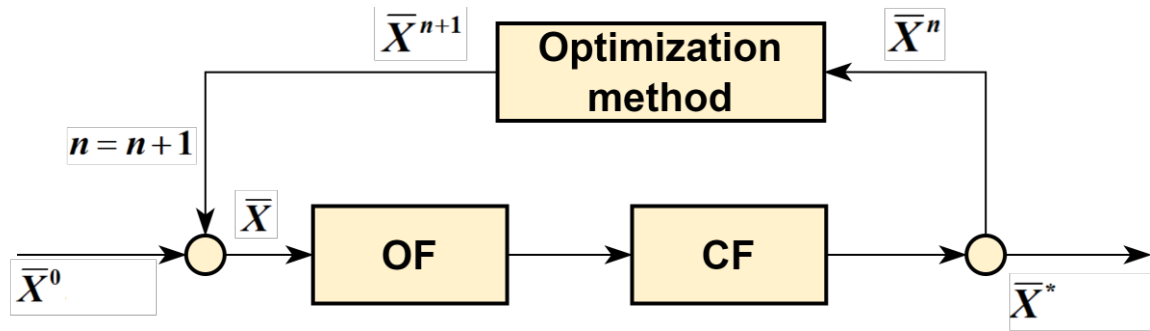 X̅ⁿ⁺¹
Optimization
method
X̅ⁿ
n = n + 1
X̅
OF
CF
X̅⁰
X̅*